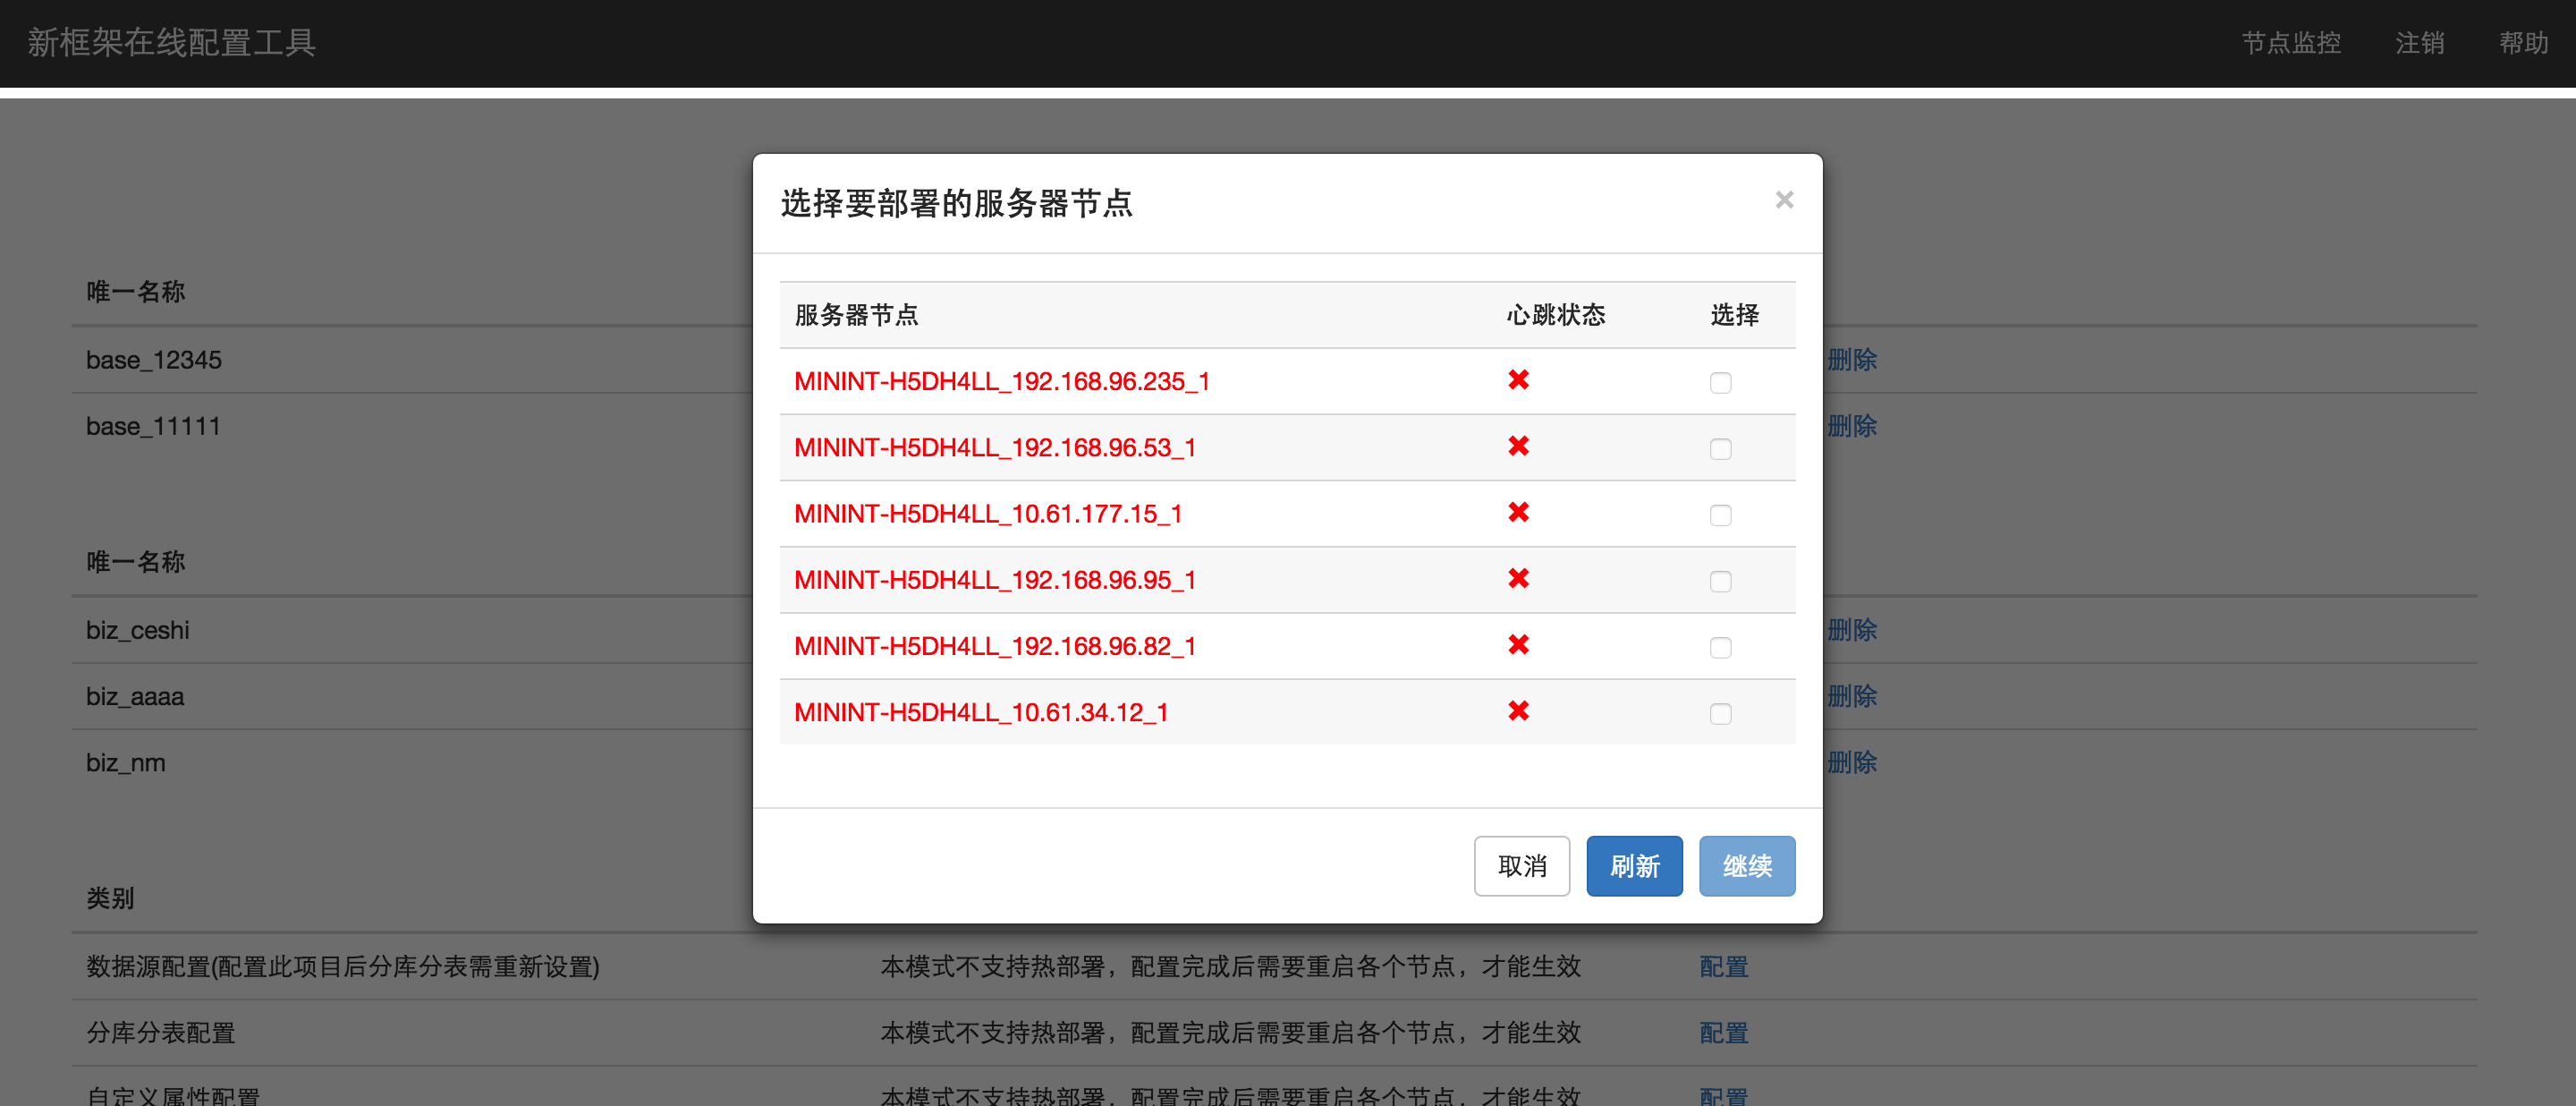 新框架在线配置工具 节点监控 注销 帮助
选择要部署的服务器节点 ×
服务器节点 心跳状态 选择
MININT-H5DH4LL_192.168.96.235_1
MININT-H5DH4LL_192.168.96.53_1
MININT-H5DH4LL_10.61.177.15_1
MININT-H5DH4LL_192.168.96.95_1
MININT-H5DH4LL_192.168.96.82_1
MININT-H5DH4LL_10.61.34.12_1
取消 刷新 继续
唯一名称
base_12345 删除
base_11111 删除
唯一名称
biz_ceshi 删除
biz_aaaa 删除
biz_nm 删除
类别
数据源配置(配置此项目后分库分表需重新设置) 本模式不支持热部署，配置完成后需要重启各个节点，才能生效 配置
分库分表配置 本模式不支持热部署，配置完成后需要重启各个节点，才能生效 配置
自定义属性配置 本模式不支持热部署，配置完成后需要重启各个节点，才能生效 配置